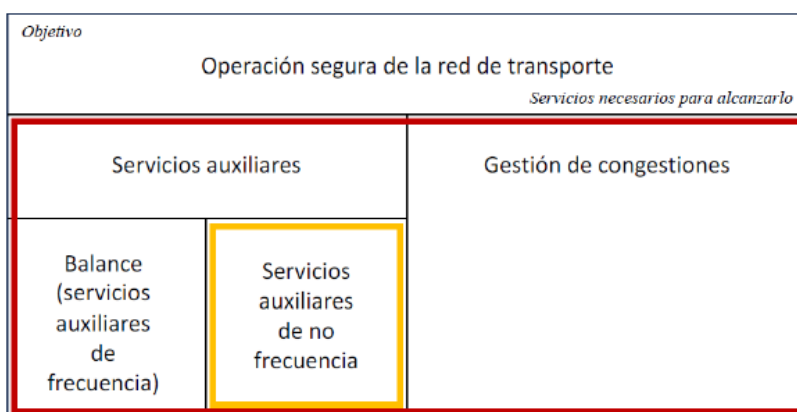 Objetivo
Operación segura de la red de transporte
Servicios necesarios para alcanzarlo
Servicios auxiliares
Gestión de congestiones
Balance
(servicios
auxiliares
de
frecuencia)
Servicios
auxiliares
de no
frecuencia